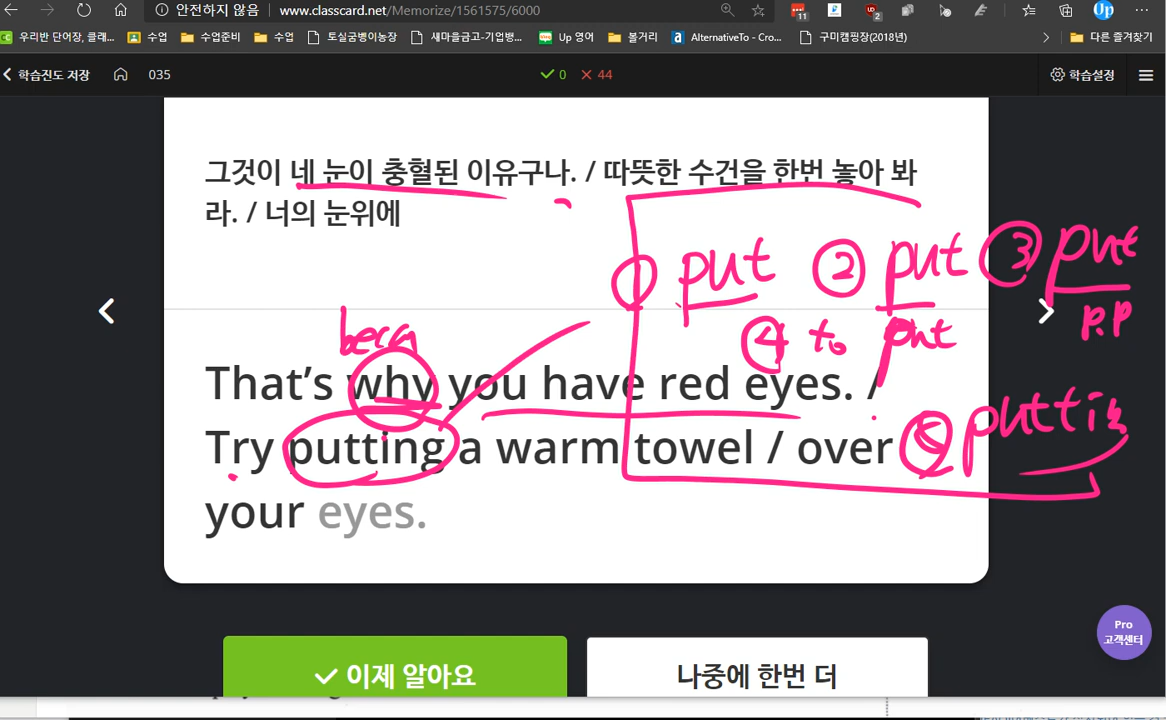 안전하지 않음 www.classcard.net/Memorize/1561575/6000
우리반 단어장, 클래... 수업 수업준비 수업 토실굼벵이농장 새마을금고-기업뱅... Up 영어 볼거리 AlternativeTo - Cro... 구미캠핑장(2018년) 다른 즐겨찾기
학습진도 저장 035 0 44 학습설정
그것이 네 눈이 충혈된 이유구나. / 따뜻한 수건을 한번 놓아 봐
라. / 너의 눈위에
① put ② put ③ put
p.p
④ to put
That's why you have red eyes. /
Try putting a warm towel / over
your eyes.
Pro
고객센터
이제 알아요 나중에 한번 더